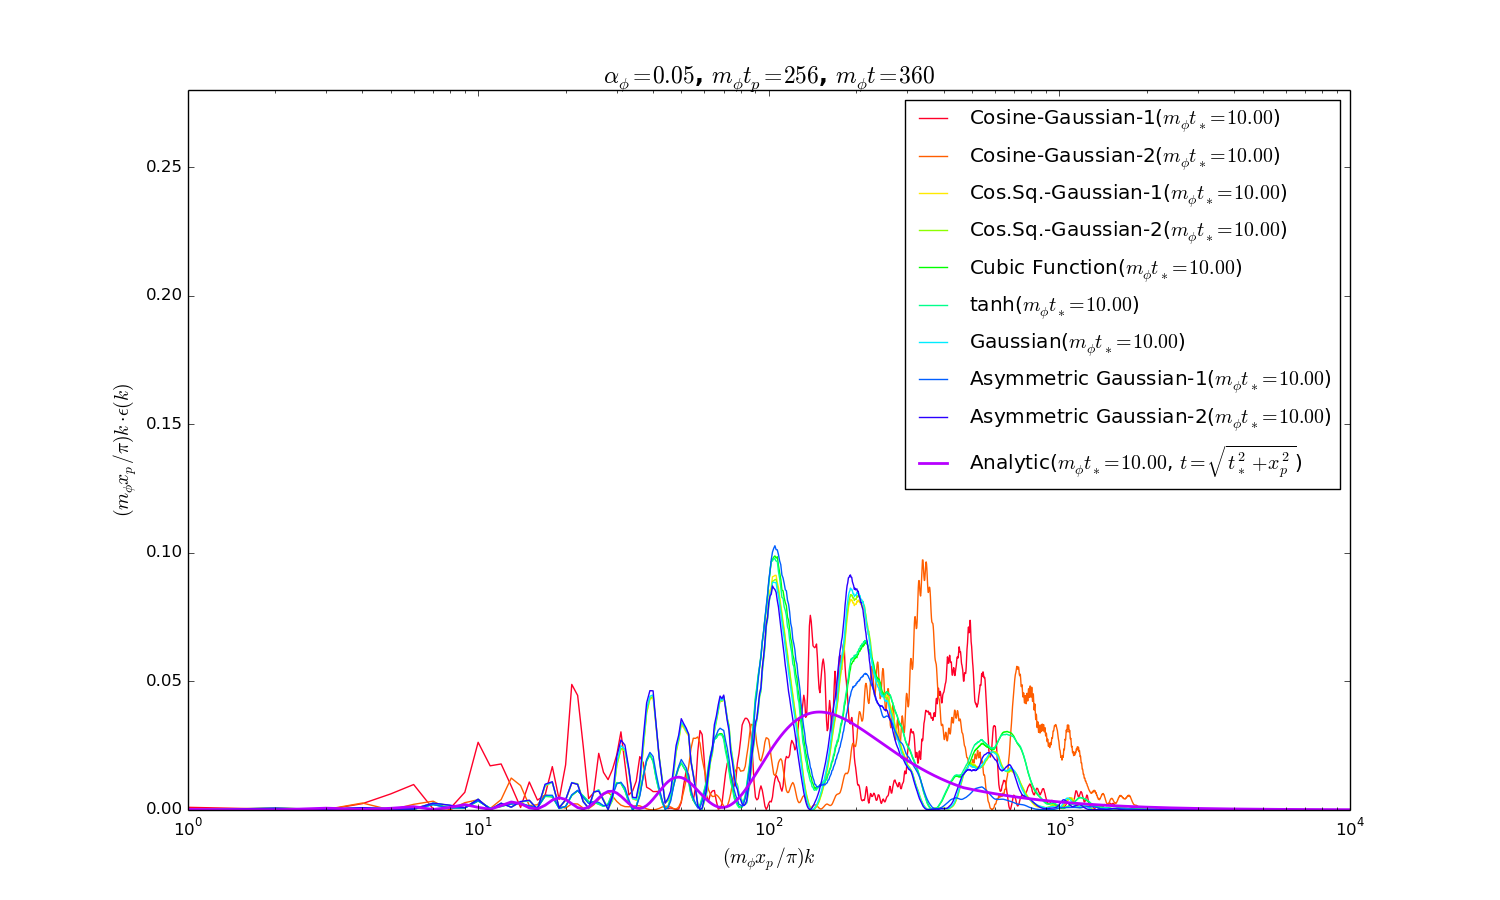 α_ϕ=0.05, m_ϕt_p=256, m_ϕt=360
0.25
0.20
0.15
0.10
0.05
0.00
(m_ϕx_p/π)k·ϵ(k)
Cosine-Gaussian-1(m_ϕt_*=10.00)
Cosine-Gaussian-2(m_ϕt_*=10.00)
Cos.Sq.-Gaussian-1(m_ϕt_*=10.00)
Cos.Sq.-Gaussian-2(m_ϕt_*=10.00)
Cubic Function(m_ϕt_*=10.00)
tanh(m_ϕt_*=10.00)
Gaussian(m_ϕt_*=10.00)
Asymmetric Gaussian-1(m_ϕt_*=10.00)
Asymmetric Gaussian-2(m_ϕt_*=10.00)
Analytic(m_ϕt_*=10.00, t=√(t_*^2+x_p^2))
10^0 10^1 10^2 10^3 10^4
(m_ϕx_p/π)k